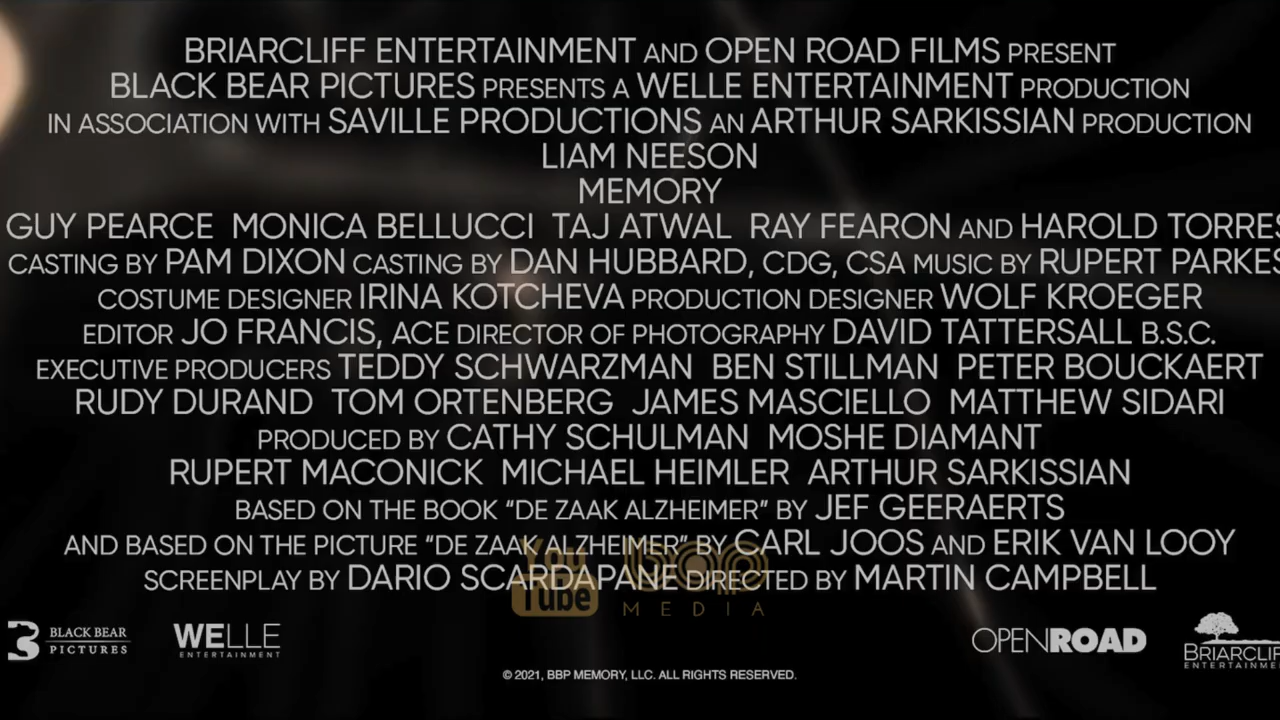 BRIARCLIFF ENTERTAINMENT AND OPEN ROAD FILMS PRESENT
BLACK BEAR PICTURES PRESENTS A WELLE ENTERTAINMENT PRODUCTION
IN ASSOCIATION WITH SAVILLE PRODUCTIONS AN ARTHUR SARKISSIAN PRODUCTION
LIAM NEESON
MEMORY
GUY PEARCE MONICA BELLUCCI TAJ ATWAL RAY FEARON AND HAROLD TORRES
CASTING BY PAM DIXON CASTING BY DAN HUBBARD, CDG, CSA MUSIC BY RUPERT PARKES
COSTUME DESIGNER IRINA KOTCHEVA PRODUCTION DESIGNER WOLF KROEGER
EDITOR JO FRANCIS, ACE DIRECTOR OF PHOTOGRAPHY DAVID TATTERSALL B.S.C.
EXECUTIVE PRODUCERS TEDDY SCHWARZMAN BEN STILLMAN PETER BOUCKAERT
RUDY DURAND TOM ORTENBERG JAMES MASCIELLO MATTHEW SIDARI
PRODUCED BY CATHY SCHULMAN MOSHE DIAMANT
RUPERT MACONICK MICHAEL HEIMLER ARTHUR SARKISSIAN
BASED ON THE BOOK “DE ZAAK ALZHEIMER” BY JEF GEERAERTS
AND BASED ON THE PICTURE “DE ZAAK ALZHEIMER” BY CARL JOOS AND ERIK VAN LOOY
SCREENPLAY BY DARIO SCARDAPANE DIRECTED BY MARTIN CAMPBELL
You Tube
MEDIA
BLACK BEAR
PICTURES
WELLE
ENTERTAINMENT
OPEN ROAD
BRIARCLIFF
ENTERTAINMENT
© 2021, BBP MEMORY, LLC. ALL RIGHTS RESERVED.